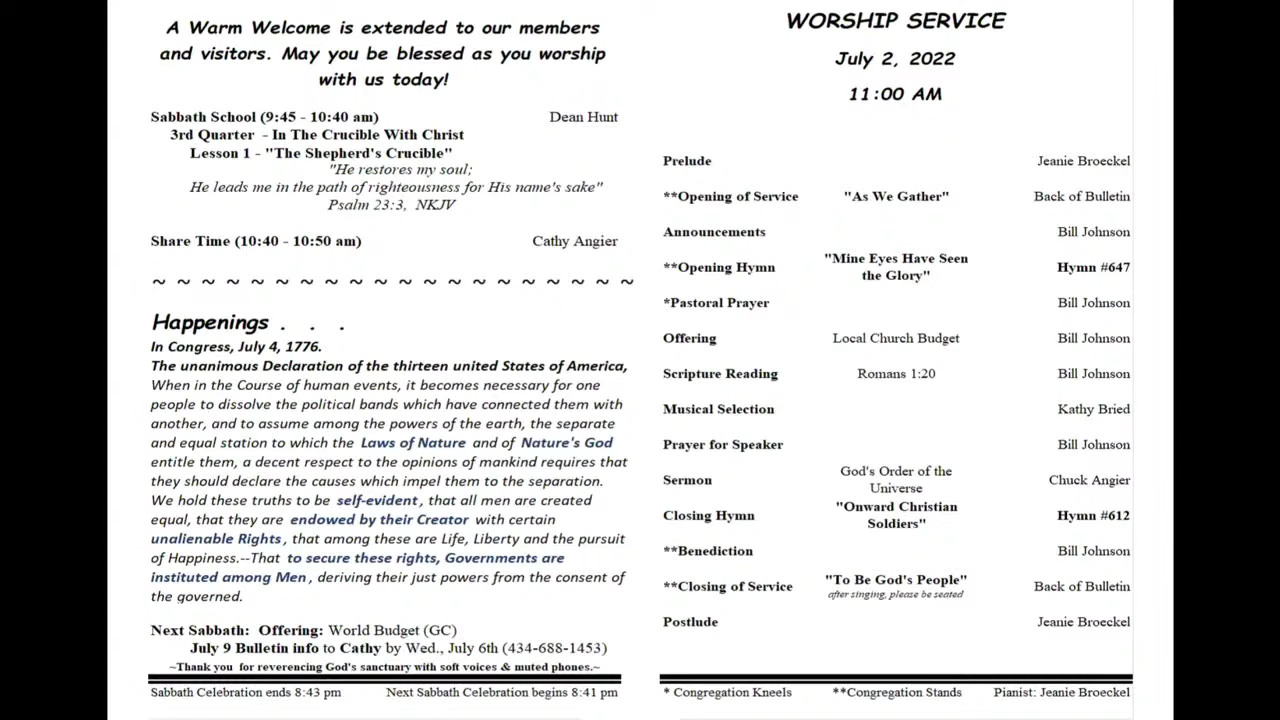 A Warm Welcome is extended to our members
and visitors. May you be blessed as you worship
with us today!
Sabbath School (9:45 - 10:40 am) Dean Hunt
3rd Quarter - In The Crucible With Christ
Lesson 1 - "The Shepherd's Crucible"
"He restores my soul;
He leads me in the path of righteousness for His name's sake"
Psalm 23:3, NKJV
Share Time (10:40 - 10:50 am) Cathy Angier
~ ~ ~ ~ ~ ~ ~ ~ ~ ~ ~ ~ ~ ~ ~ ~ ~ ~ ~ ~
Happenings . . .
In Congress, July 4, 1776.
The unanimous Declaration of the thirteen united States of America,
When in the Course of human events, it becomes necessary for one
people to dissolve the political bands which have connected them with
another, and to assume among the powers of the earth, the separate
and equal station to which the Laws of Nature and of Nature's God
entitle them, a decent respect to the opinions of mankind requires that
they should declare the causes which impel them to the separation.
We hold these truths to be self-evident, that all men are created
equal, that they are endowed by their Creator with certain
unalienable Rights, that among these are Life, Liberty and the pursuit
of Happiness.--That to secure these rights, Governments are
instituted among Men, deriving their just powers from the consent of
the governed.
Next Sabbath: Offering: World Budget (GC)
July 9 Bulletin info to Cathy by Wed., July 6th (434-688-1453)
~Thank you for reverencing God's sanctuary with soft voices & muted phones.~
Sabbath Celebration ends 8:43 pm Next Sabbath Celebration begins 8:41 pm
WORSHIP SERVICE
July 2, 2022
11:00 AM
Prelude Jeanie Broeckel
**Opening of Service "As We Gather" Back of Bulletin
Announcements Bill Johnson
**Opening Hymn "Mine Eyes Have Seen
the Glory" Hymn #647
*Pastoral Prayer Bill Johnson
Offering Local Church Budget Bill Johnson
Scripture Reading Romans 1:20 Bill Johnson
Musical Selection Kathy Bried
Prayer for Speaker Bill Johnson
Sermon God's Order of the
Universe Chuck Angier
Closing Hymn "Onward Christian
Soldiers" Hymn #612
**Benediction Bill Johnson
**Closing of Service "To Be God's People" Back of Bulletin
after singing, please be seated
Postlude Jeanie Broeckel
* Congregation Kneels **Congregation Stands Pianist: Jeanie Broeckel